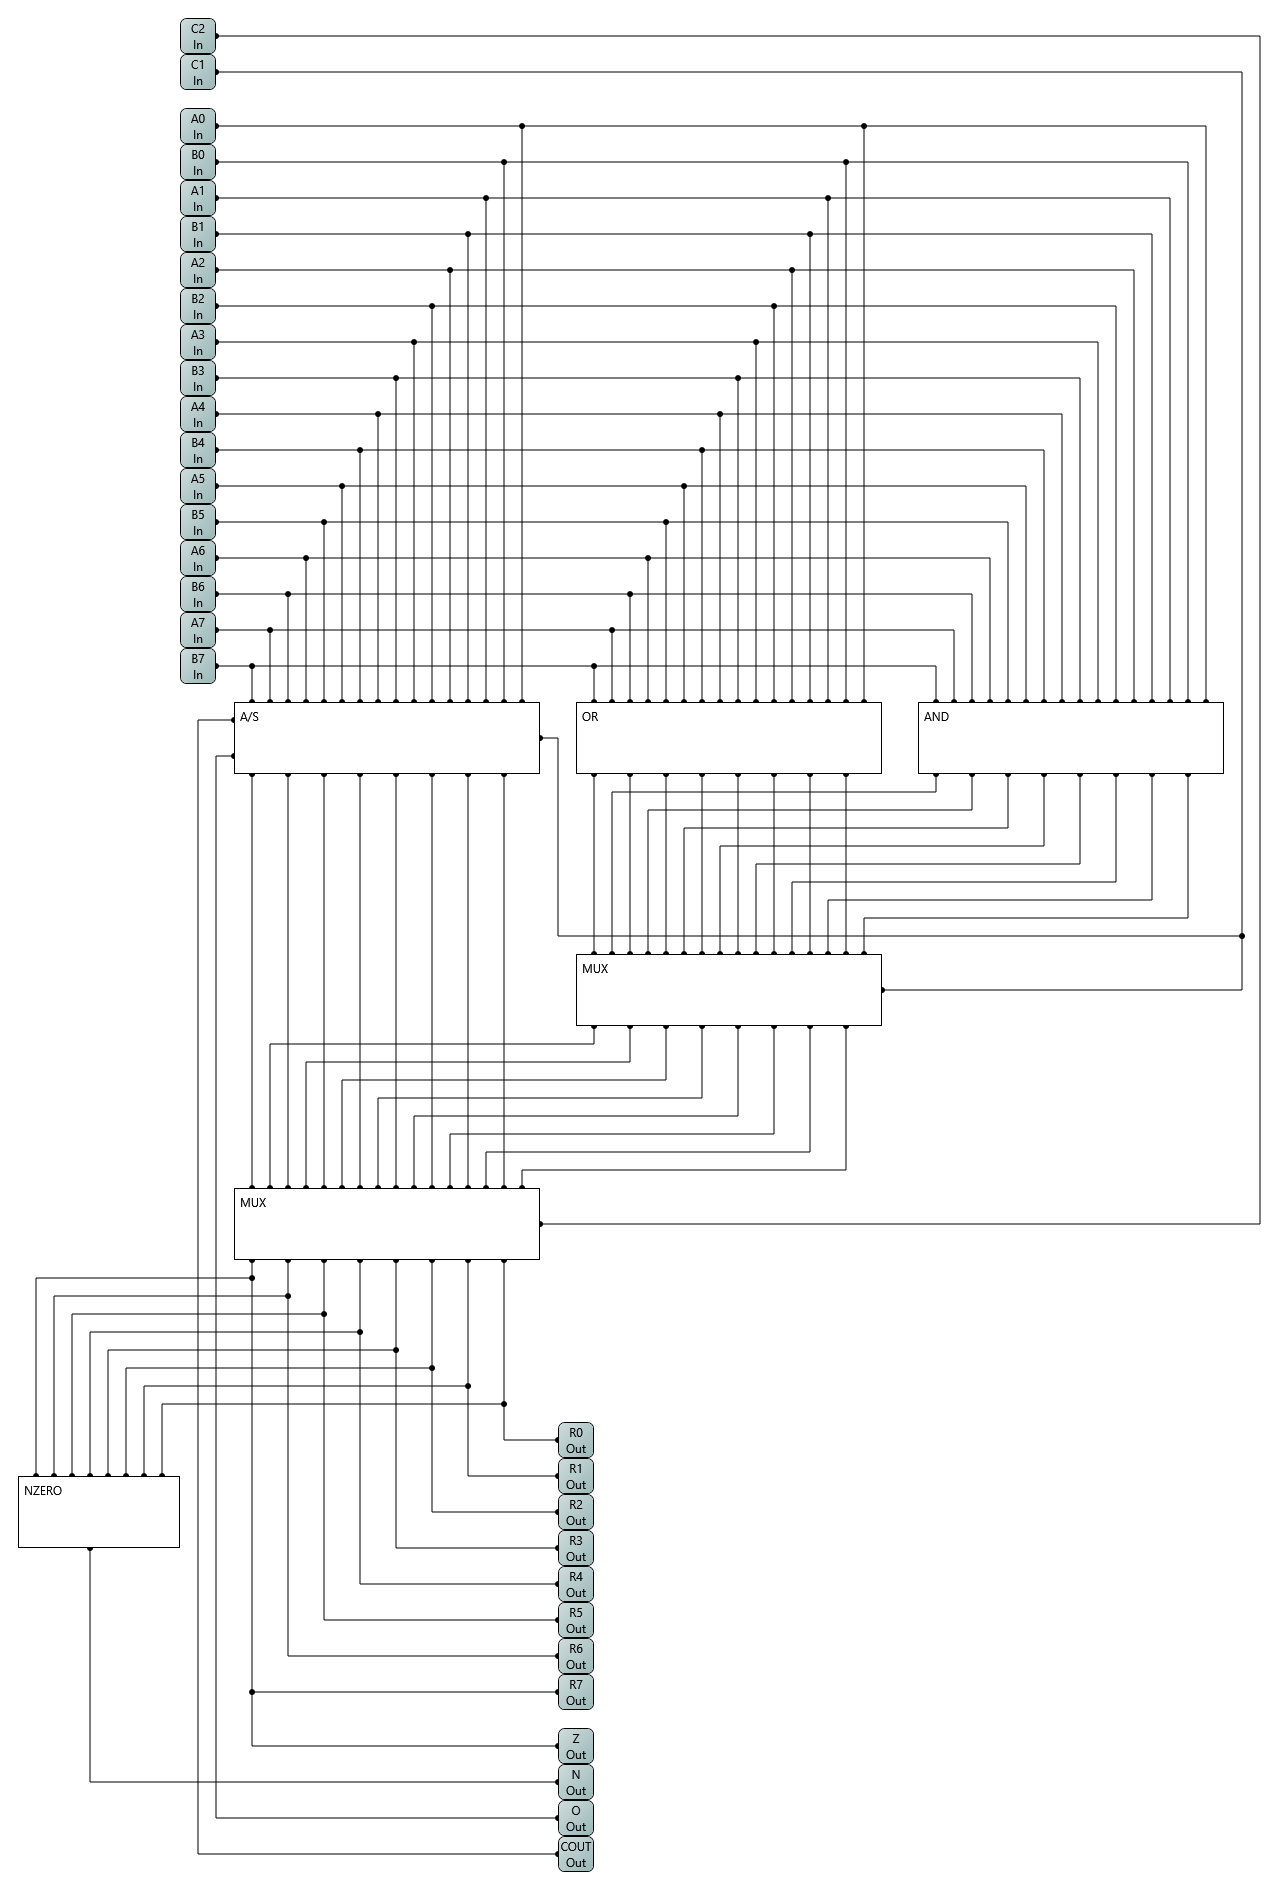 C2
In
C1
In
A0
In
B0
In
A1
In
B1
In
A2
In
B2
In
A3
In
B3
In
A4
In
B4
In
A5
In
B5
In
A6
In
B6
In
A7
In
B7
In
A/S
OR
AND
MUX
MUX
R0
Out
R1
Out
NZERO
R2
Out
R3
Out
R4
Out
R5
Out
R6
Out
R7
Out
Z
Out
N
Out
O
Out
COUT
Out